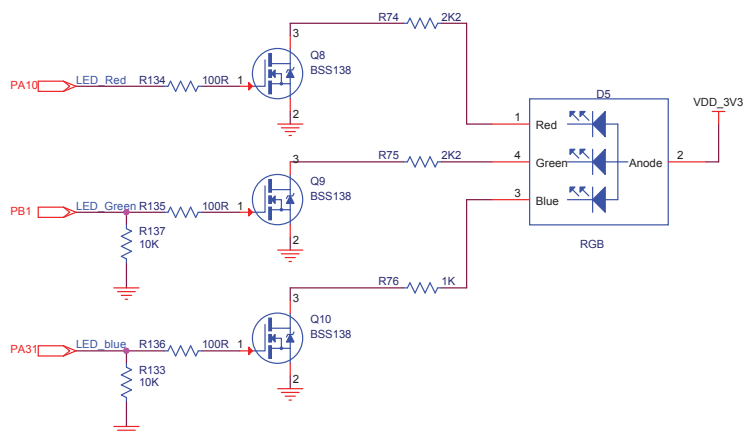 R74 2K2
3
Q8
BSS138
PA10 LED_Red R134 100R 1
2
D5
VDD_3V3
1 Red
R75 2K2
4 Green Anode 2
3 Blue
RGB
3
Q9
BSS138
PB1 LED_Green R135 100R 1
2
R137
10K
R76 1K
3
Q10
BSS138
PA31 LED_blue R136 100R 1
2
R133
10K